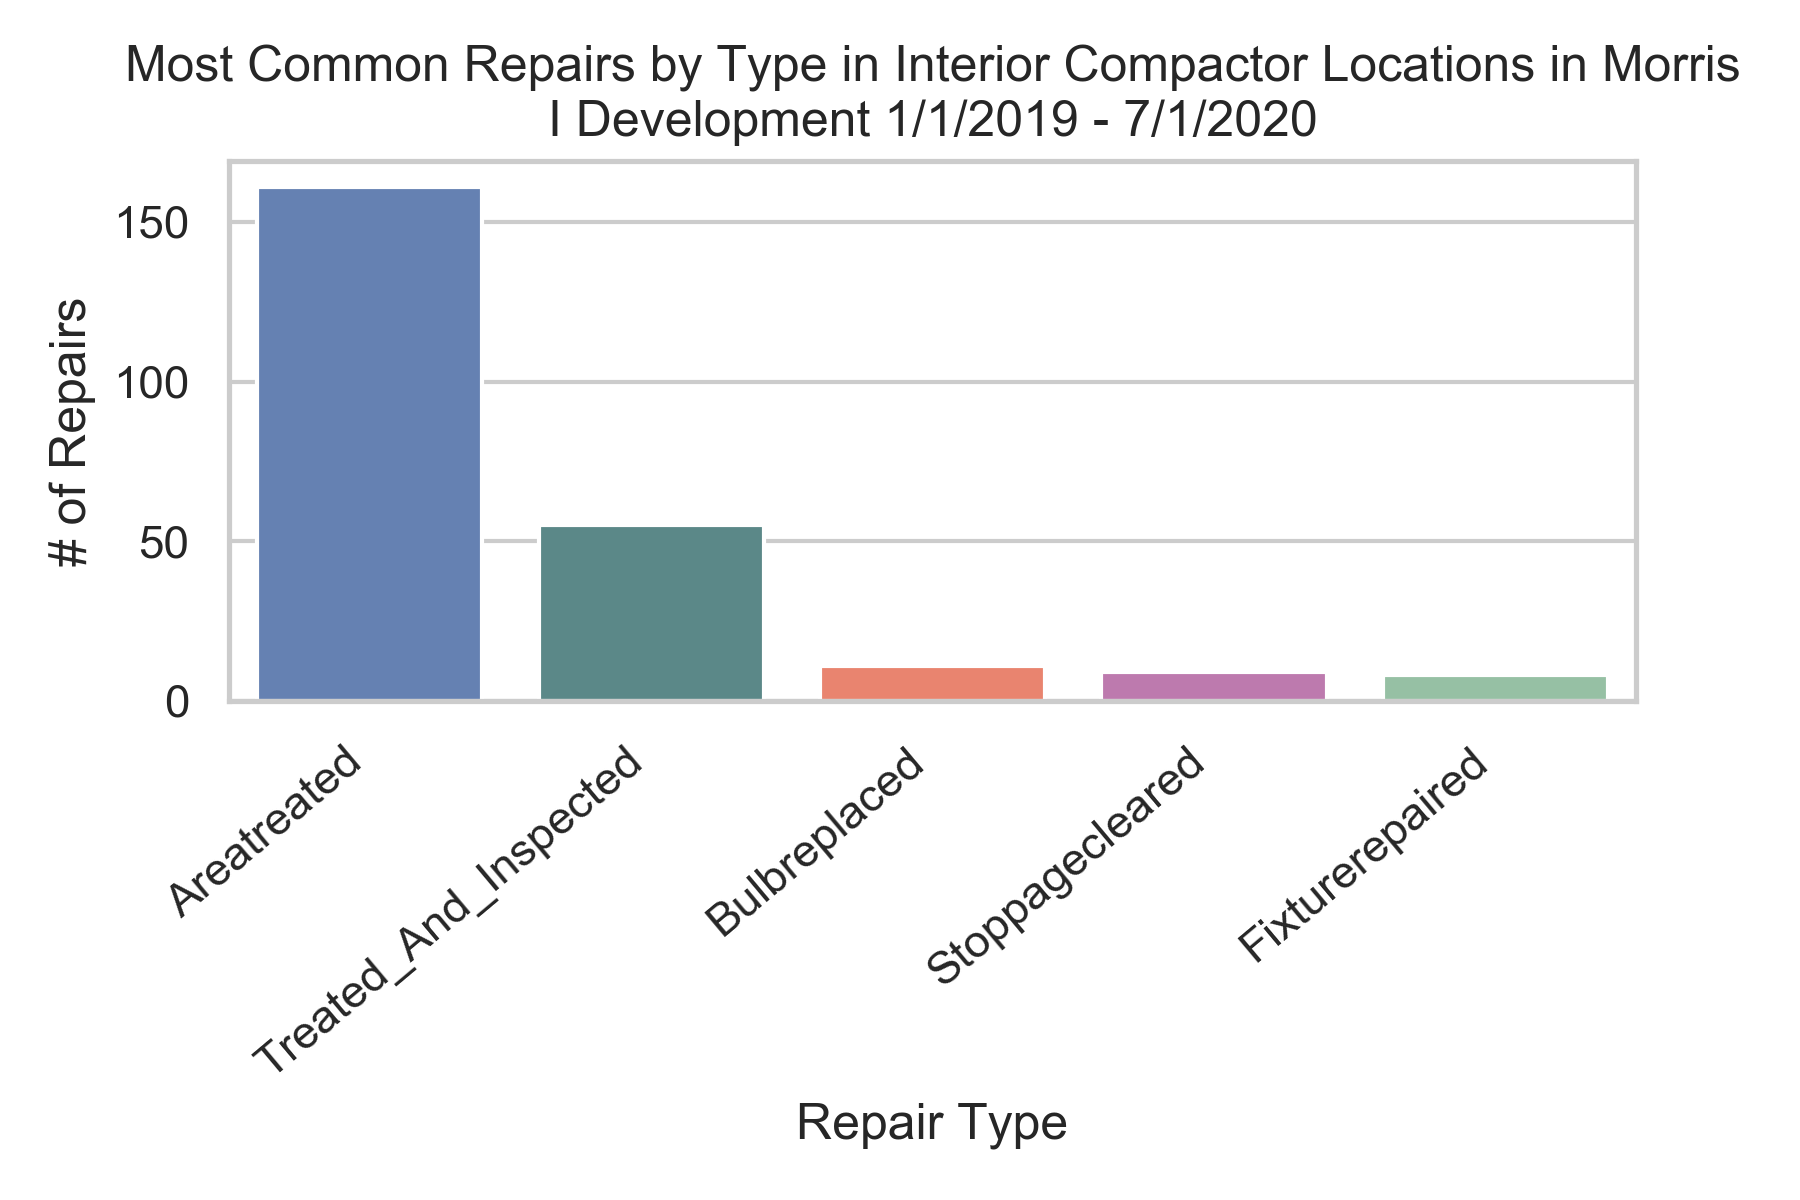 Most Common Repairs by Type in Interior Compactor Locations in Morris
I Development 1/1/2019 - 7/1/2020
150
100
50
0
# of Repairs
Areatreated
Treated_And_Inspected
Bulbreplaced
Stoppagecleared
Fixturerepaired
Repair Type